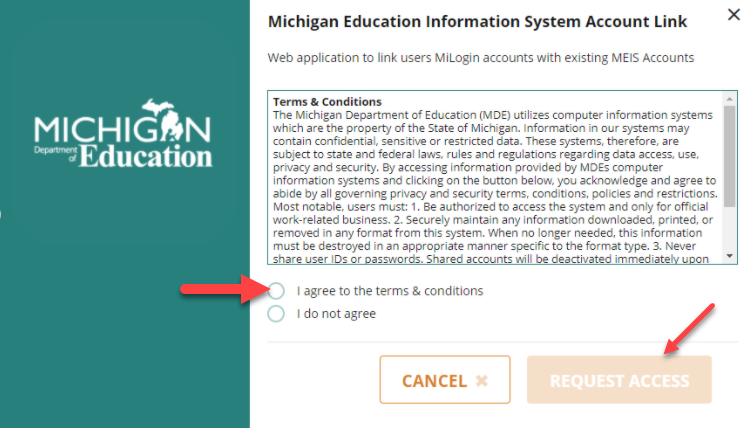 MICHIGAN
Department of Education
Michigan Education Information System Account Link
Web application to link users MiLogin accounts with existing MEIS Accounts
Terms & Conditions
The Michigan Department of Education (MDE) utilizes computer information systems
which are the property of the State of Michigan. Information in our systems may
contain confidential, sensitive or restricted data. These systems, therefore, are
subject to state and federal laws, rules and regulations regarding data access, use,
privacy and security. By accessing information provided by MDEs computer
information systems and clicking on the button below, you acknowledge and agree to
abide by all governing privacy and security terms, conditions, policies and restrictions.
Most notable, users must: 1. Be authorized to access the system and only for official
work-related business. 2. Securely maintain any information downloaded, printed, or
removed in any format from this system. When no longer needed, this information
must be destroyed in an appropriate manner specific to the format type. 3. Never
share user IDs or passwords. Shared accounts will be deactivated immediately upon
I agree to the terms & conditions
I do not agree
CANCEL ✖
REQUEST ACCESS